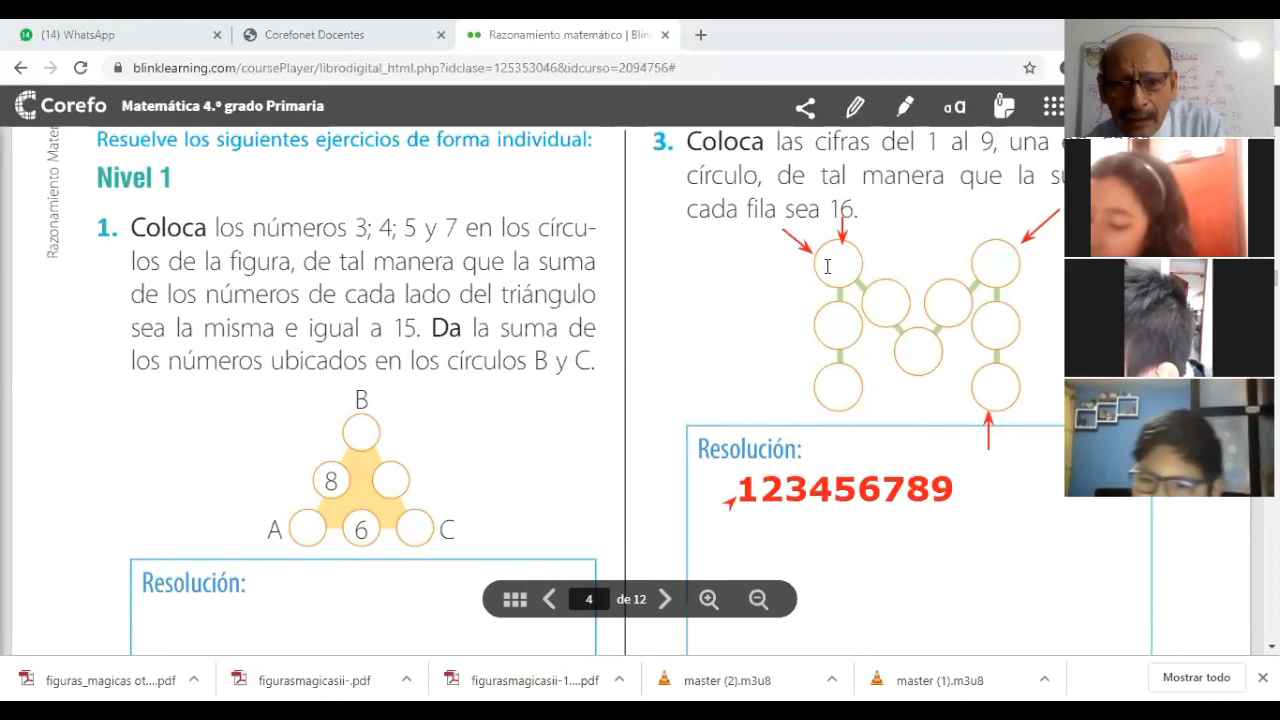 (14) WhatsApp
Corefonet Docentes
Razonamiento matemático | Blin
blinklearning.com/coursePlayer/librodigital_html.php?idclase=125353046&idcurso=2094756#
Corefo Matemática 4.º grado Primaria
Razonamiento Matem
Resuelve los siguientes ejercicios de forma individual:
Nivel 1
1. Coloca los números 3; 4; 5 y 7 en los círcu-
los de la figura, de tal manera que la suma
de los números de cada lado del triángulo
sea la misma e igual a 15. Da la suma de
los números ubicados en los círculos B y C.
B
8
A 6 C
Resolución:
3. Coloca las cifras del 1 al 9, una
círculo, de tal manera que la
cada fila sea 16.
Resolución:
123456789
4 de 12
aA
figuras_magicas ot....pdf
figurasmagicasii-.pdf
figurasmagicasii-1....pdf
master (2).m3u8
master (1).m3u8
Mostrar todo